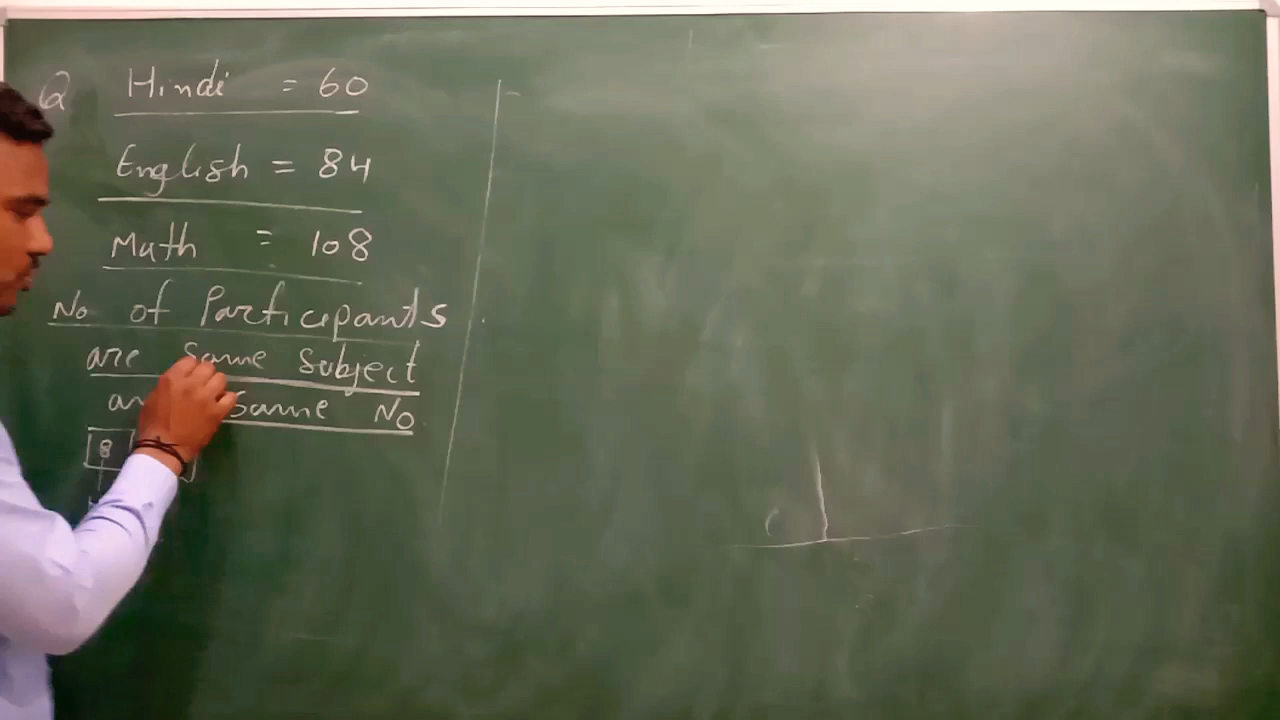 Q Hindi = 60
English = 84
Math = 108
No of Participants
are Same Subject
Same No
8